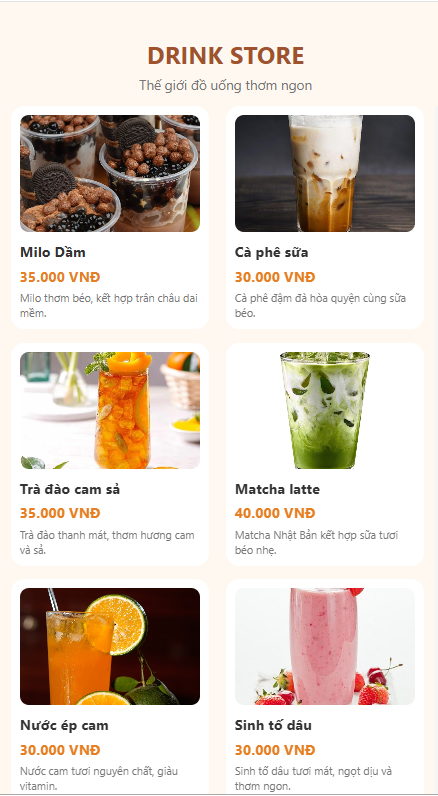 DRINK STORE
Thế giới đồ uống thơm ngon
Milo Dầm
35.000 VNĐ
Milo thơm béo, kết hợp trân châu dai
mềm.
Cà phê sữa
30.000 VNĐ
Cà phê đậm đà hòa quyện cùng sữa
béo.
Trà đào cam sả
35.000 VNĐ
Trà đào thanh mát, thơm hương cam
và sả.
Matcha latte
40.000 VNĐ
Matcha Nhật Bản kết hợp sữa tươi
béo nhẹ.
Nước ép cam
30.000 VNĐ
Nước cam tươi nguyên chất, giàu
vitamin.
Sinh tố dâu
30.000 VNĐ
Sinh tố dâu tươi mát, ngọt dịu và
thơm ngon.